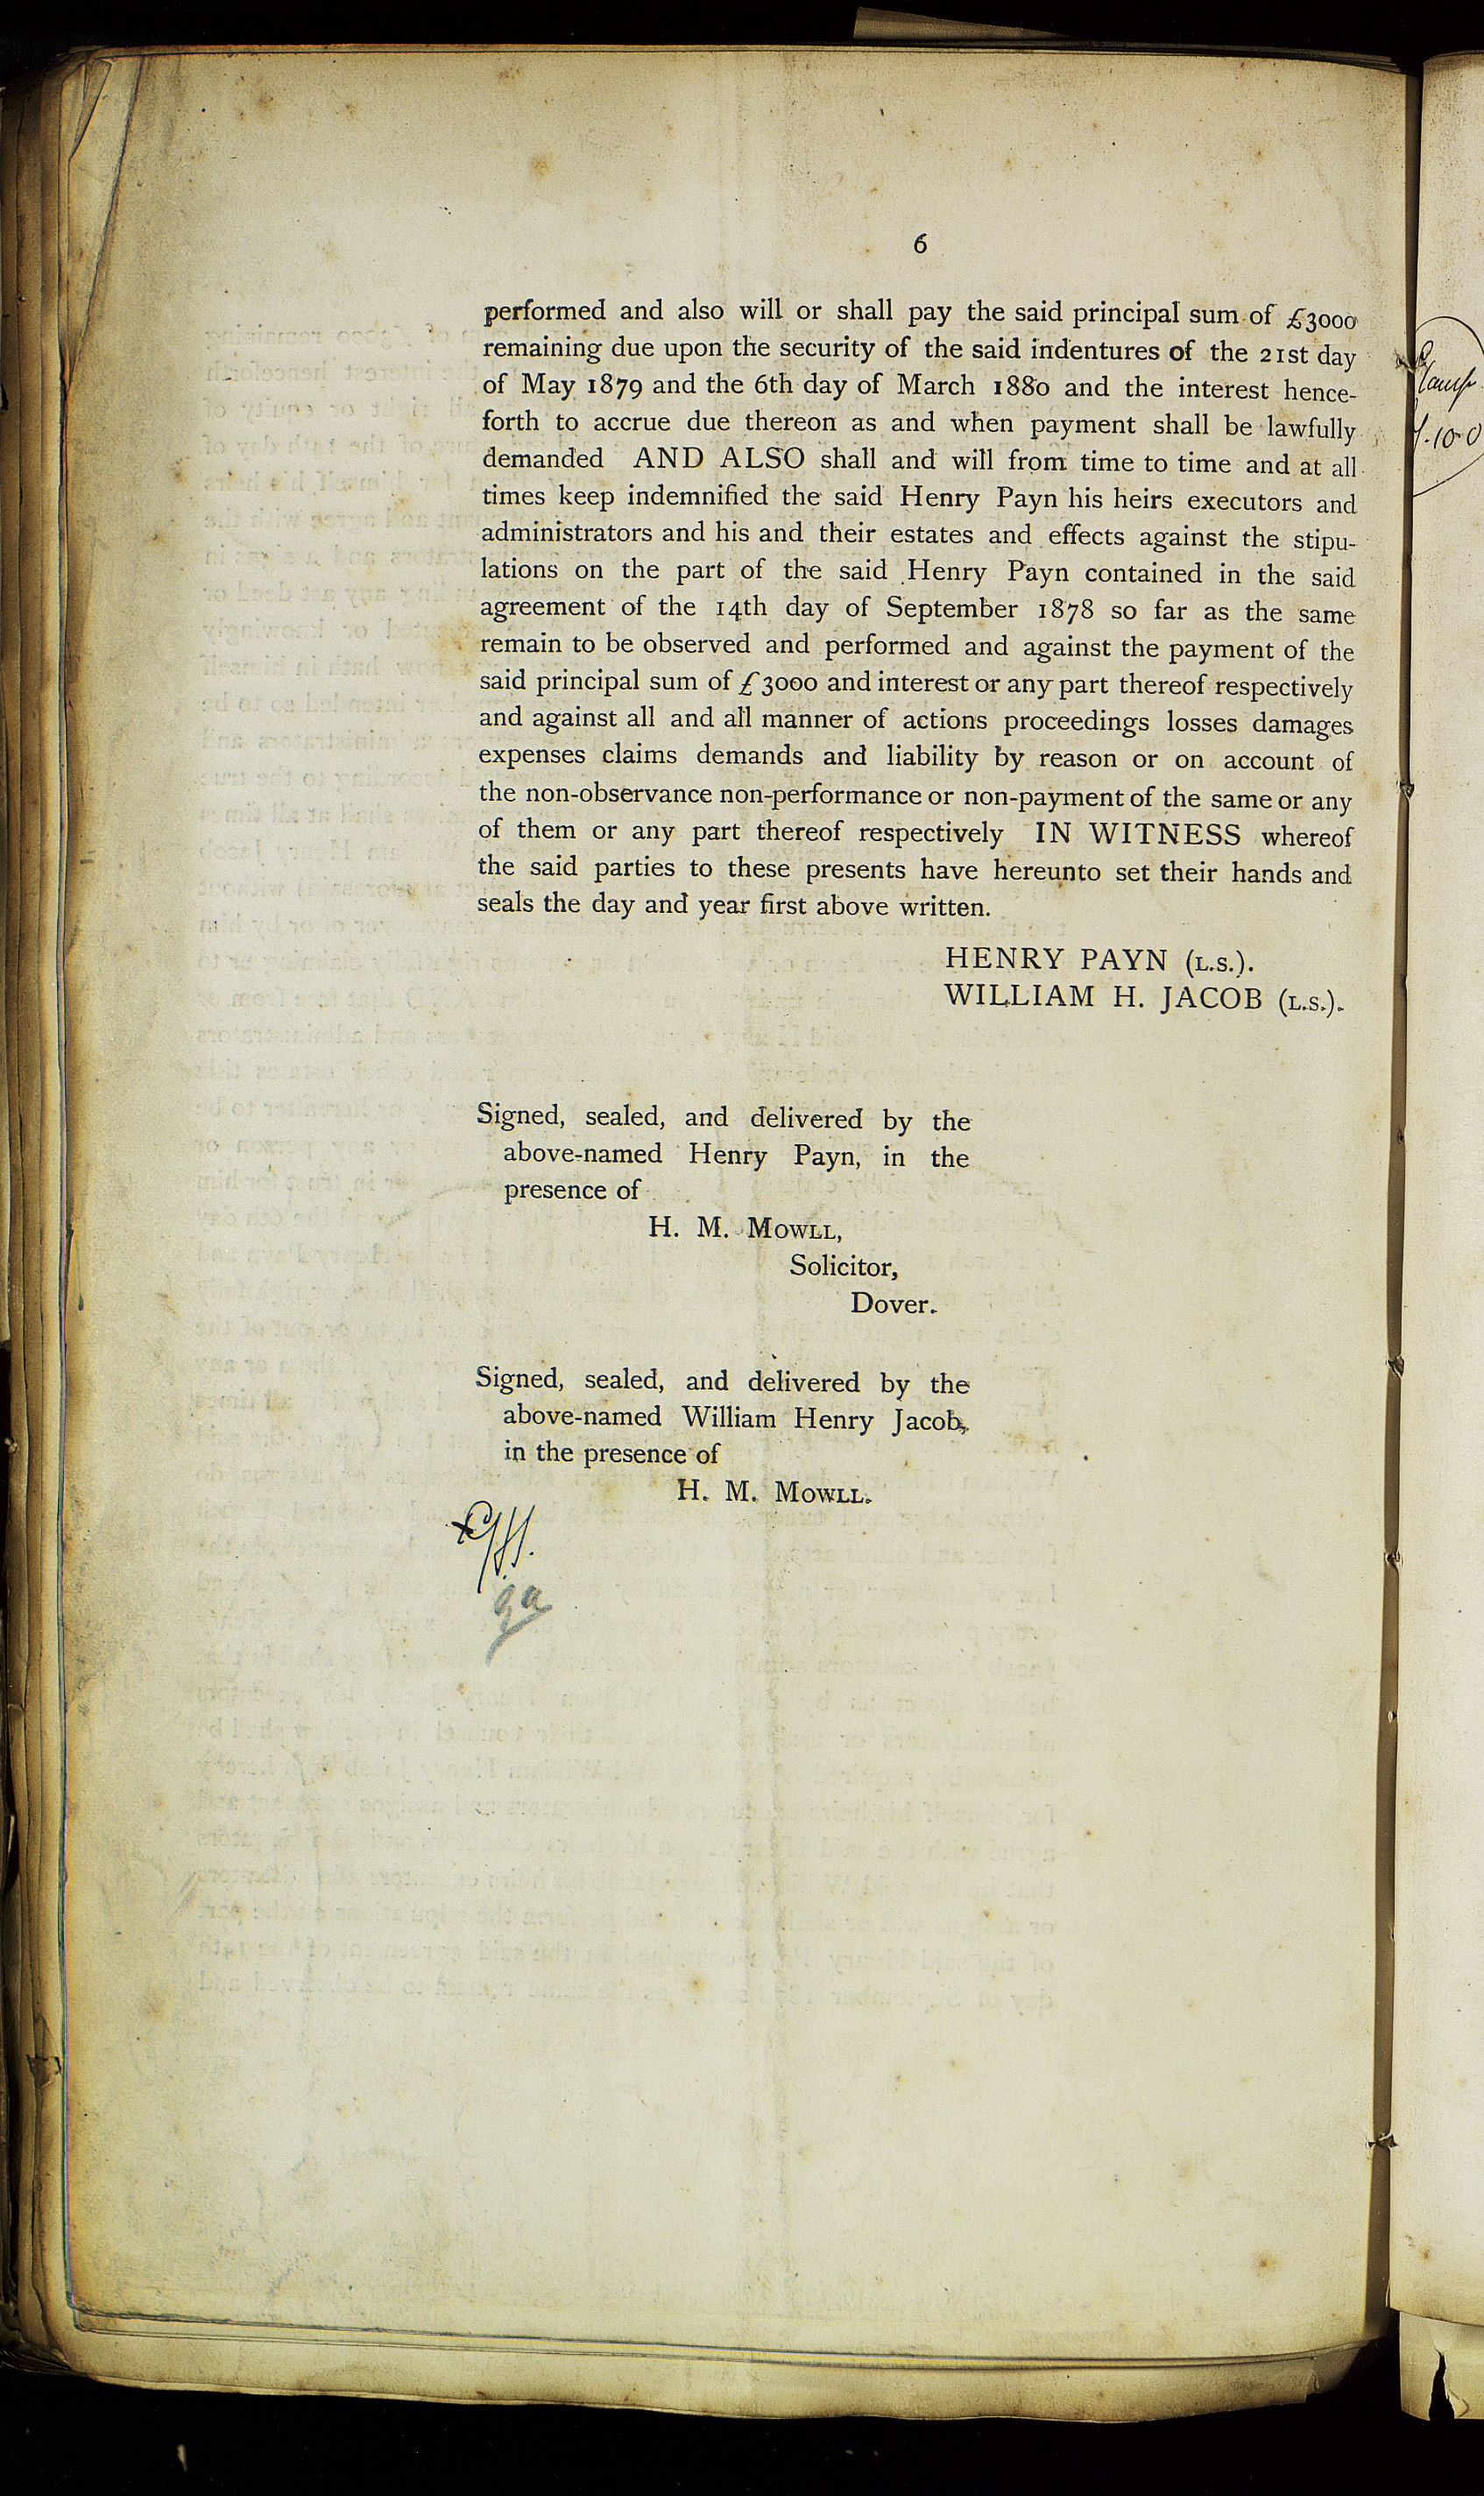 6
performed and also will or shall pay the said principal sum of £3000
remaining due upon the security of the said indentures of the 21st day
of May 1879 and the 6th day of March 1880 and the interest hence-
forth to accrue due thereon as and when payment shall be lawfully
demanded AND ALSO shall and will from time to time and at all
times keep indemnified the said Henry Payn his heirs executors and
administrators and his and their estates and effects against the stipu-
lations on the part of the said Henry Payn contained in the said
agreement of the 14th day of September 1878 so far as the same
remain to be observed and performed and against the payment of the
said principal sum of £3000 and interest or any part thereof respectively
and against all and all manner of actions proceedings losses damages
expenses claims demands and liability by reason or on account of
the non-observance non-performance or non-payment of the same or any
of them or any part thereof respectively IN WITNESS whereof
the said parties to these presents have hereunto set their hands and
seals the day and year first above written.
HENRY PAYN (L.S.).
WILLIAM H. JACOB (L.S.).
Signed, sealed, and delivered by the
above-named Henry Payn, in the
presence of
H. M. MOWLL,
Solicitor,
Dover.
Signed, sealed, and delivered by the
above-named William Henry Jacob,
in the presence of
H. M. MOWLL.